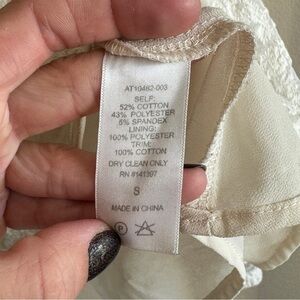 AT10462-003
SELF:
52% COTTON
43% POLYESTER
5% SPANDEX
LINING:
100% POLYESTER
TRIM:
100% COTTON
DRY CLEAN ONLY
RN #141397
S
MADE IN CHINA
P